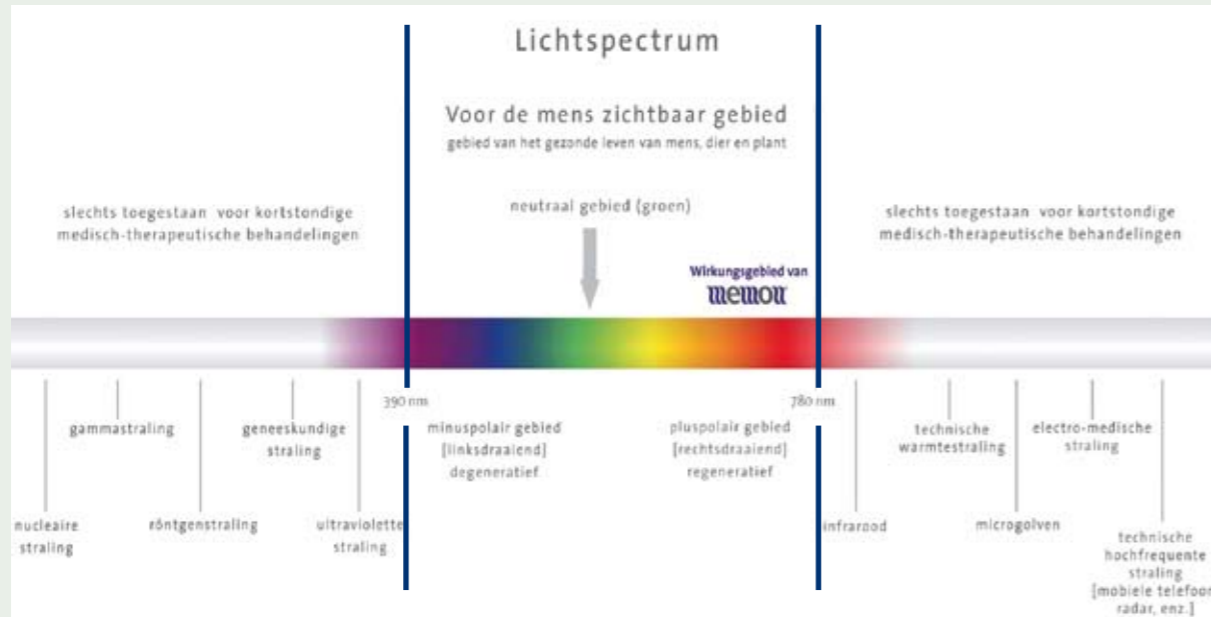 Lichtspectrum
Voor de mens zichtbaar gebied
gebied van het gezonde leven van mens, dier en plant
neutraal gebied (groen)
slechts toegestaan voor kortstondige
medisch-therapeutische behandelingen
slechts toegestaan voor kortstondige
medisch-therapeutische behandelingen
Wirkungsgebied van
memon
390 nm
780 nm
gammastraling
geneeskundige
straling
minuspolair gebied
[linksdraaiend]
degeneratief
pluspolair gebied
[rechtsdraaiend]
regeneratief
technische
warmtestraling
electro-medische
straling
nucleaire
straling
röntgenstraling
ultraviolette
straling
infrarood
microgolven
technische
hochfrequente
straling
[mobiele telefoon
radar, enz.]